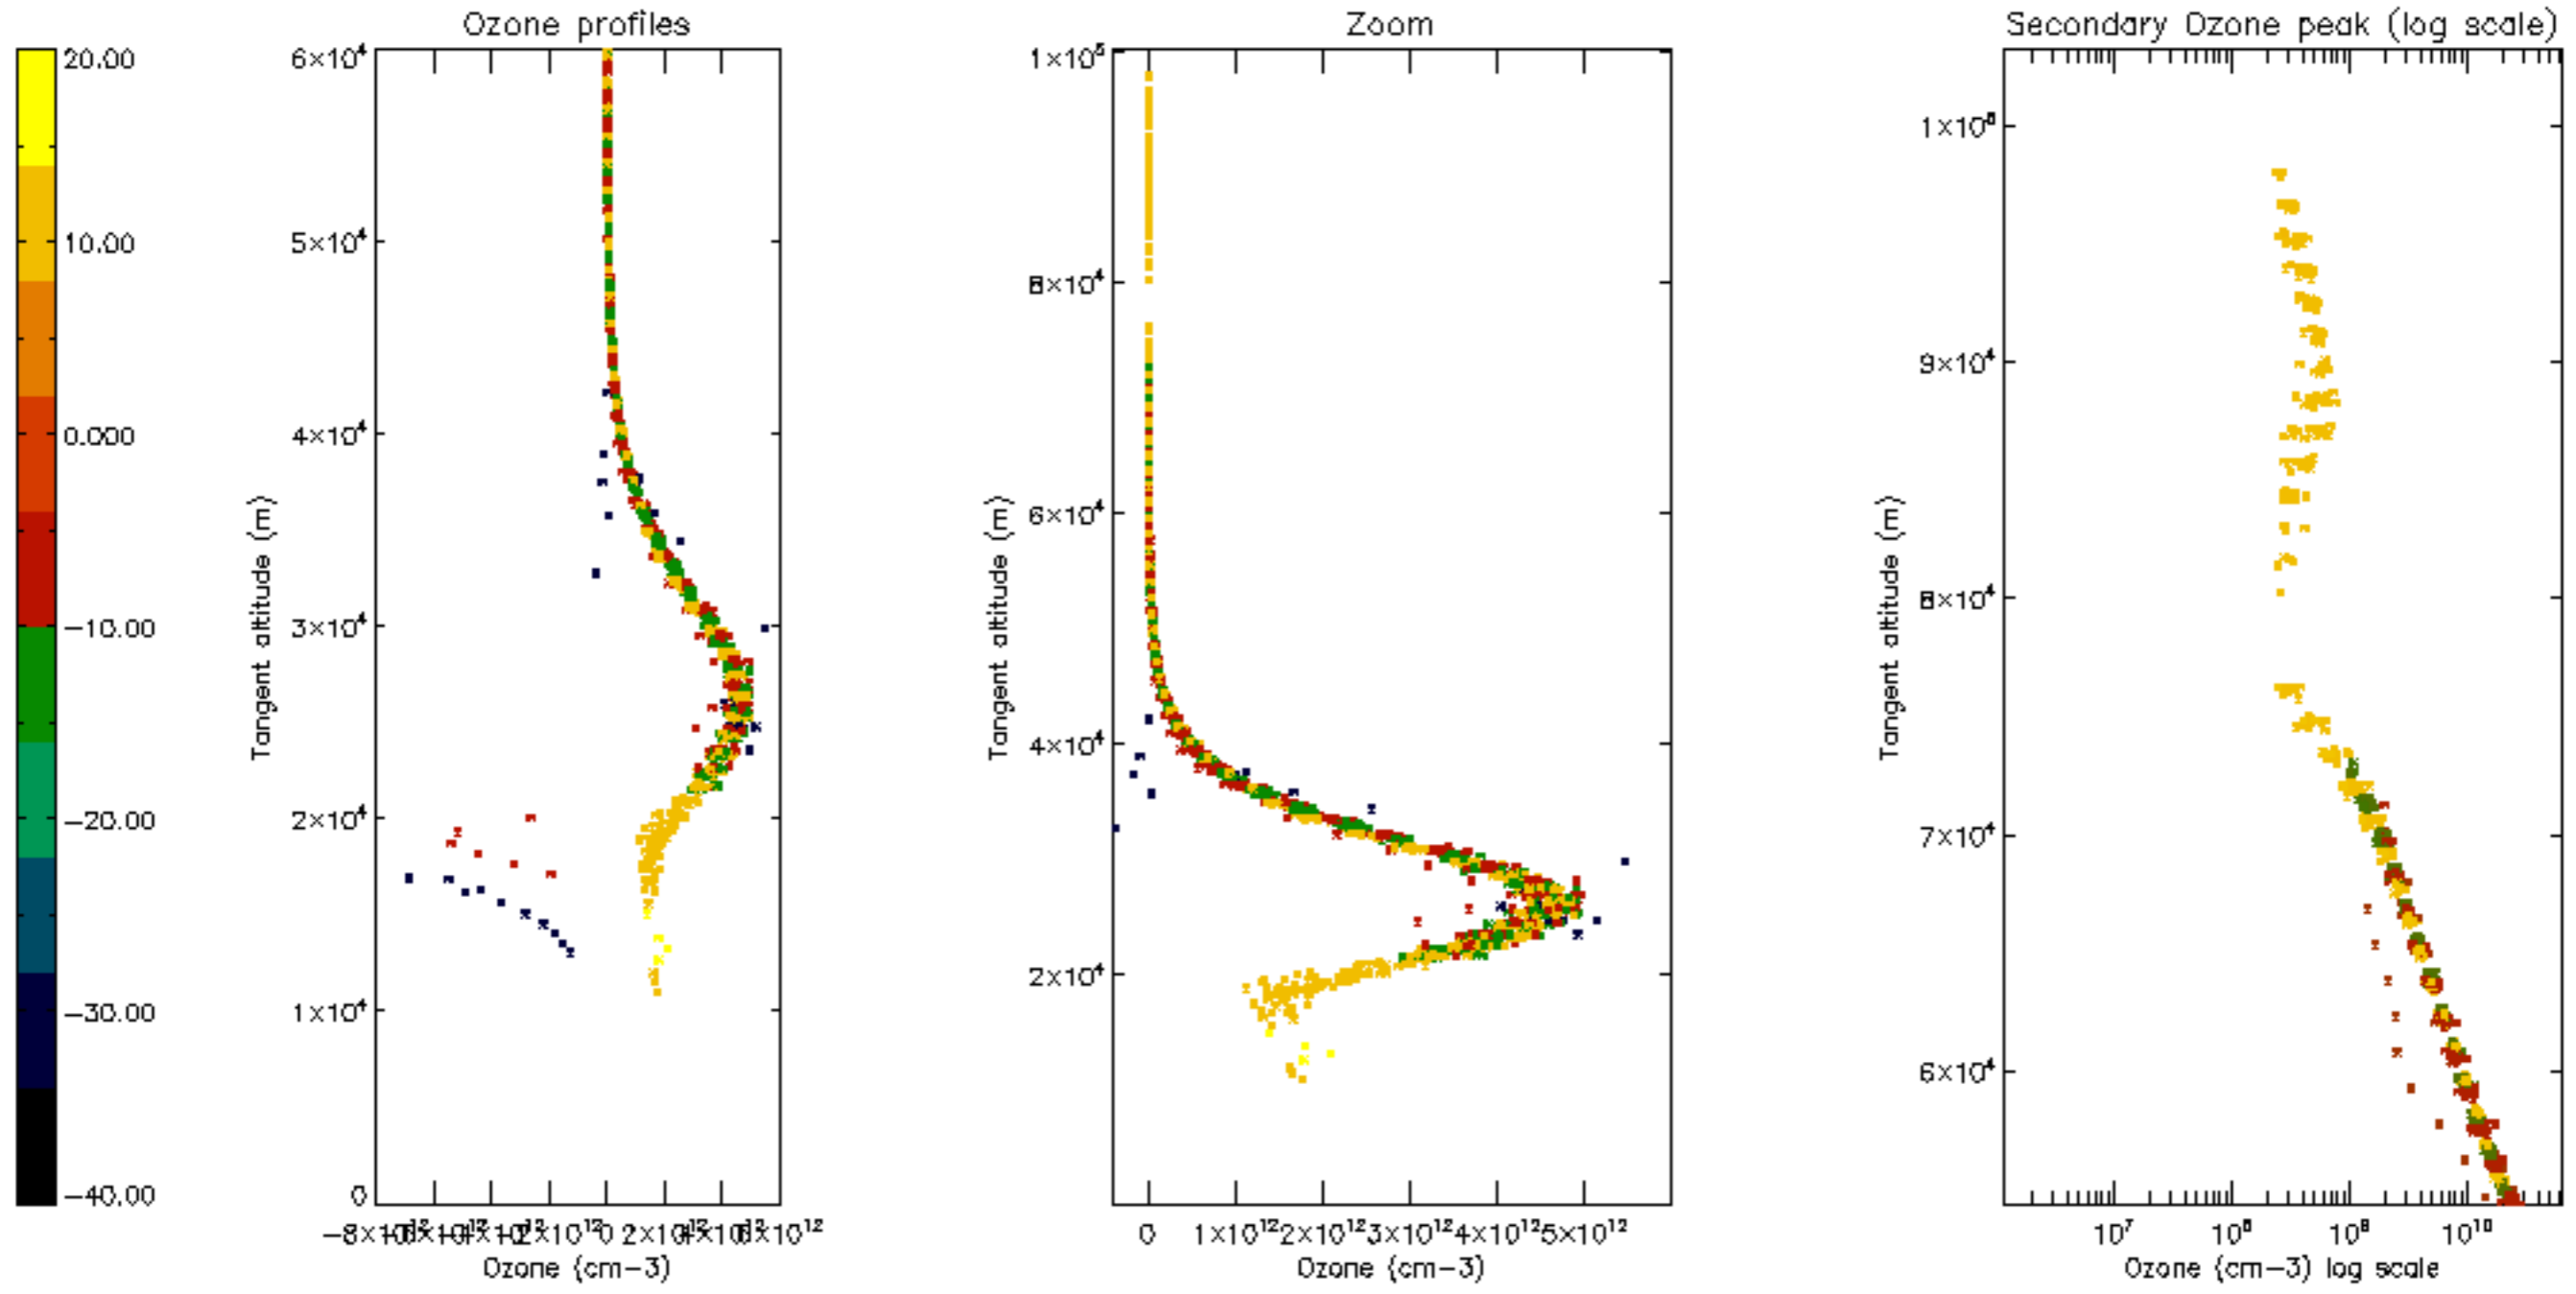 Ozone profiles
Zoom
Secondary Ozone peak (log scale)
20.00
10.00
0.000
−10.00
−20.00
−30.00
−40.00
Tangent altitude (m)
6×10⁴
5×10⁴
4×10⁴
3×10⁴
2×10⁴
1×10⁴
0
0
6×10¹²
Ozone (cm−3)
Tangent altitude (m)
1×10⁵
8×10⁴
6×10⁴
4×10⁴
2×10⁴
0 1×10¹² 2×10¹² 3×10¹² 4×10¹² 5×10¹²
Ozone (cm−3)
Tangent altitude (m)
1×10⁵
9×10⁴
8×10⁴
7×10⁴
6×10⁴
10⁷ 10⁸ 10⁹ 10¹⁰
Ozone (cm−3) log scale